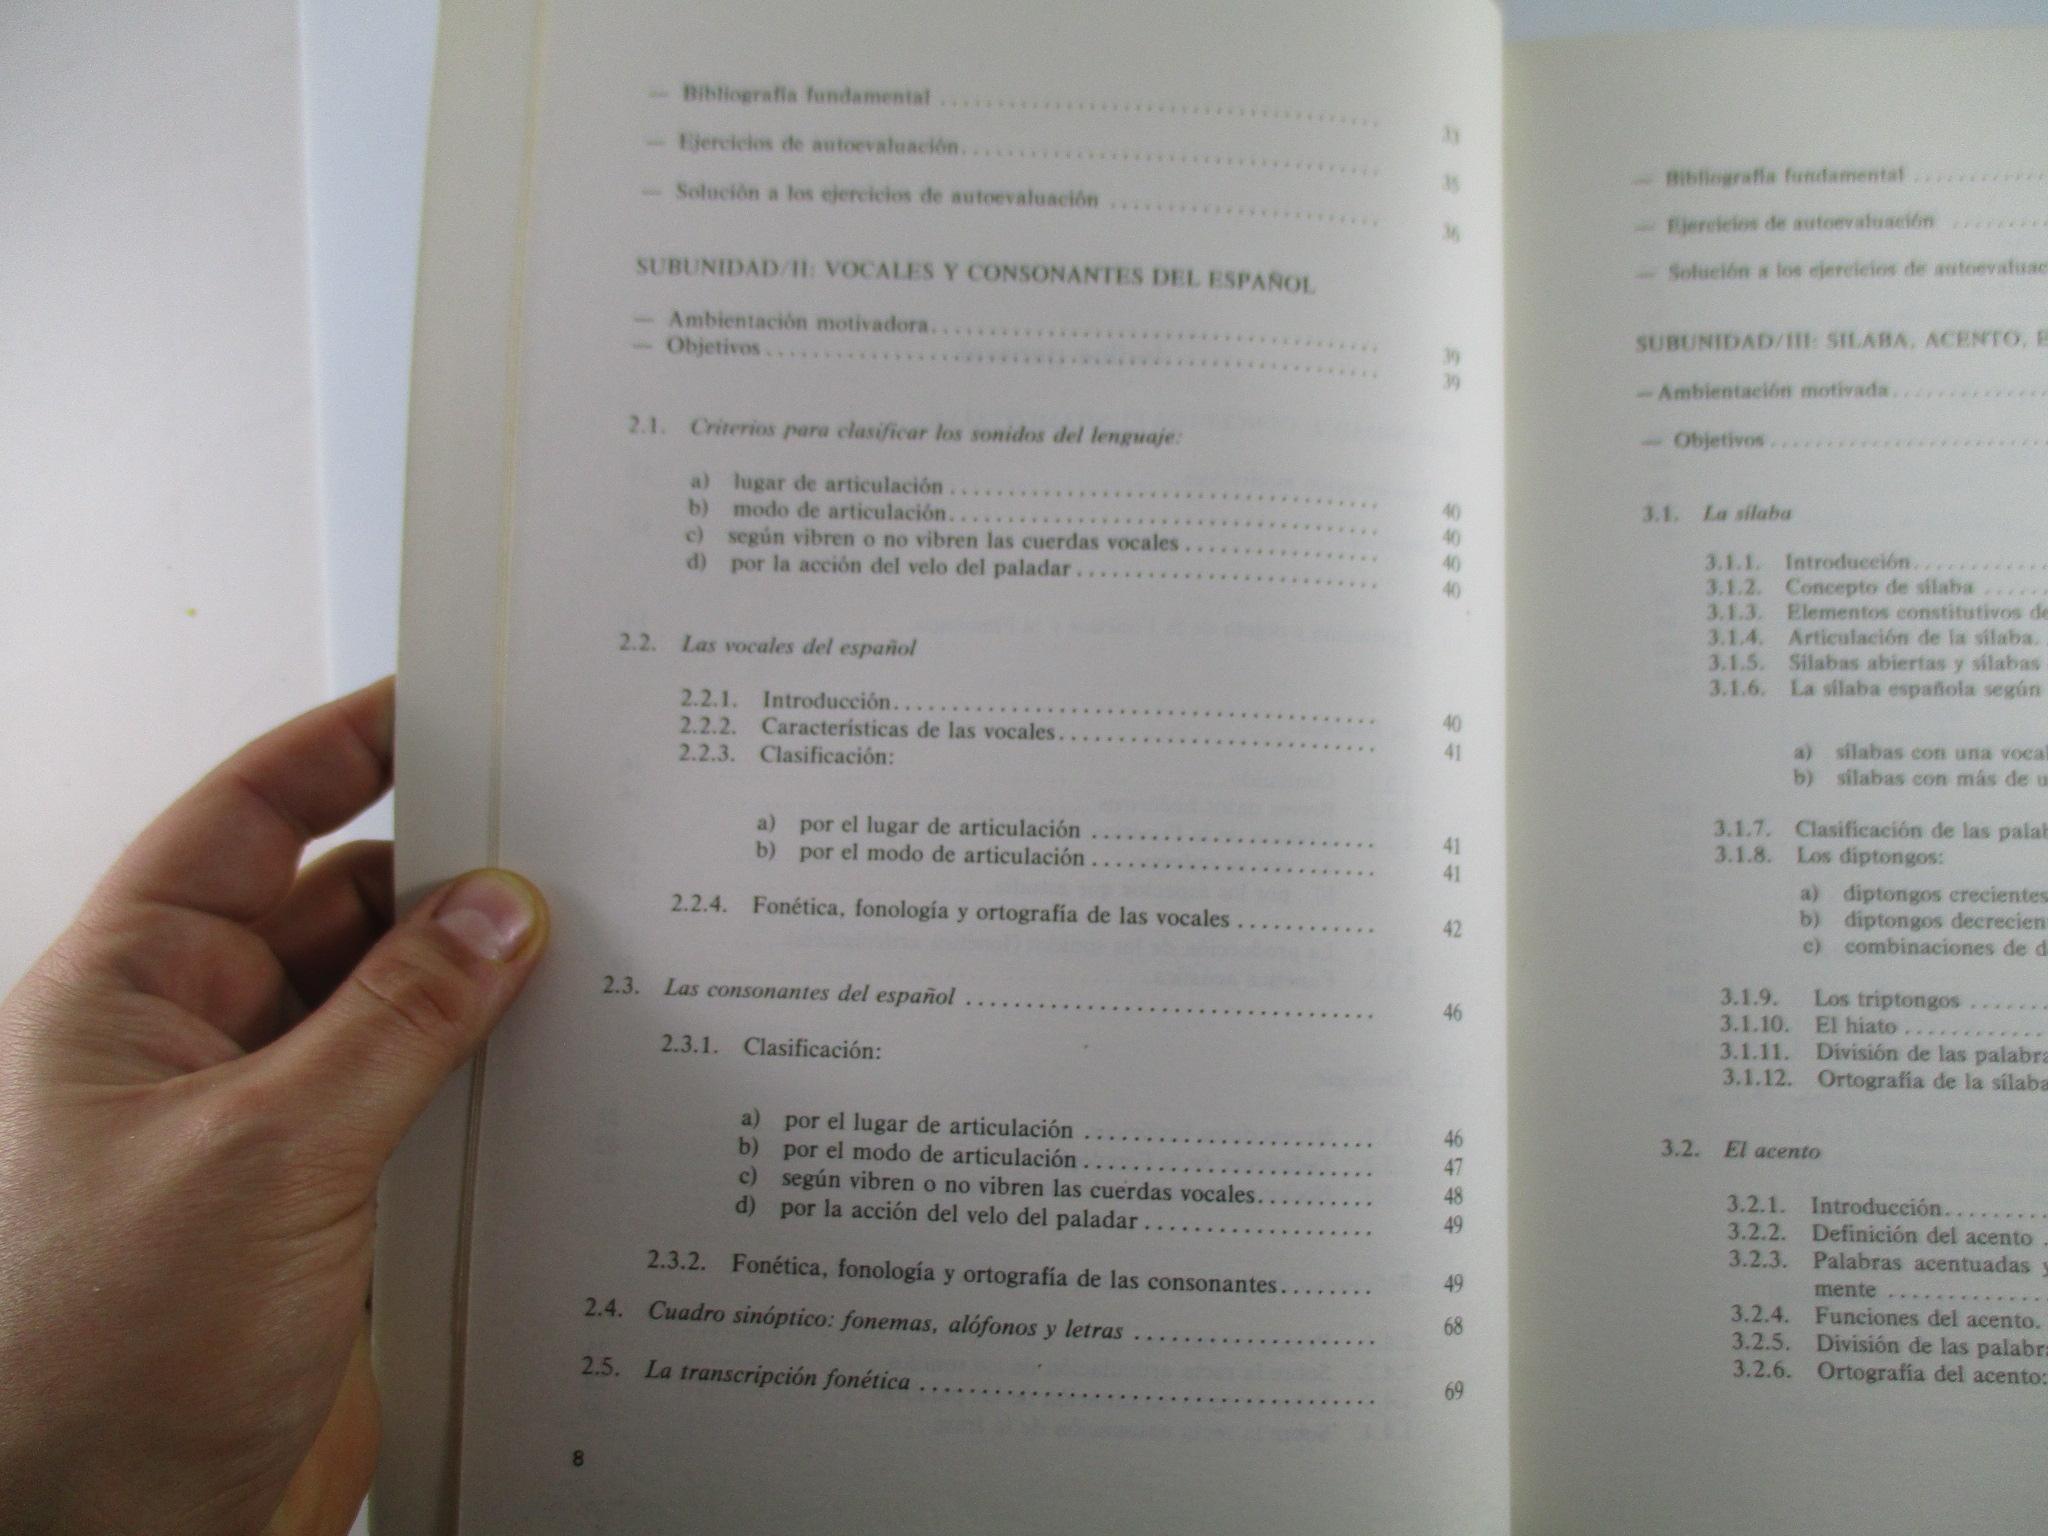 — Bibliografía fundamental ........ 33
— Ejercicios de autoevaluación ........ 35
— Solución a los ejercicios de autoevaluación ........ 36
SUBUNIDAD/II: VOCALES Y CONSONANTES DEL ESPAÑOL
— Ambientación motivadora ........ 39
— Objetivos ........ 39
2.1. Criterios para clasificar los sonidos del lenguaje:
a) lugar de articulación ........ 40
b) modo de articulación ........ 40
c) según vibren o no vibren las cuerdas vocales ........ 40
d) por la acción del velo del paladar ........ 40
2.2. Las vocales del español
2.2.1. Introducción ........ 40
2.2.2. Características de las vocales ........ 41
2.2.3. Clasificación:
a) por el lugar de articulación ........ 41
b) por el modo de articulación ........ 41
2.2.4. Fonética, fonología y ortografía de las vocales ........ 42
2.3. Las consonantes del español ........ 46
2.3.1. Clasificación:
a) por el lugar de articulación ........ 46
b) por el modo de articulación ........ 47
c) según vibren o no vibren las cuerdas vocales ........ 48
d) por la acción del velo del paladar ........ 49
2.3.2. Fonética, fonología y ortografía de las consonantes ........ 49
2.4. Cuadro sinóptico: fonemas, alófonos y letras ........ 68
2.5. La transcripción fonética ........ 69
8
— Bibliografía fundamental ........
— Ejercicios de autoevaluación ........
— Solución a los ejercicios de
SUBUNIDAD/III: SILABA, ACENTO,
— Ambientación motivada ........
— Objetivos ........
3.1. La sílaba
3.1.1. Introducción ........
3.1.2. Concepto de sílaba ........
3.1.3. Elementos constitutivos de
3.1.4. Articulación de la sílaba.
3.1.5. Sílabas abiertas y sílabas
3.1.6. La sílaba española según
a) sílabas con una
b) sílabas con más de
3.1.7. Clasificación de las
3.1.8. Los diptongos:
a) diptongos crecientes
b) diptongos
c) combinaciones de
3.1.9. Los triptongos ........
3.1.10. El hiato ........
3.1.11. División de las
3.1.12. Ortografía de la sílaba
3.2. El acento
3.2.1. Introducción ........
3.2.2. Definición del acento
3.2.3. Palabras acentuadas
mente ........
3.2.4. Funciones del acento.
3.2.5. División de las
3.2.6. Ortografía del acento: